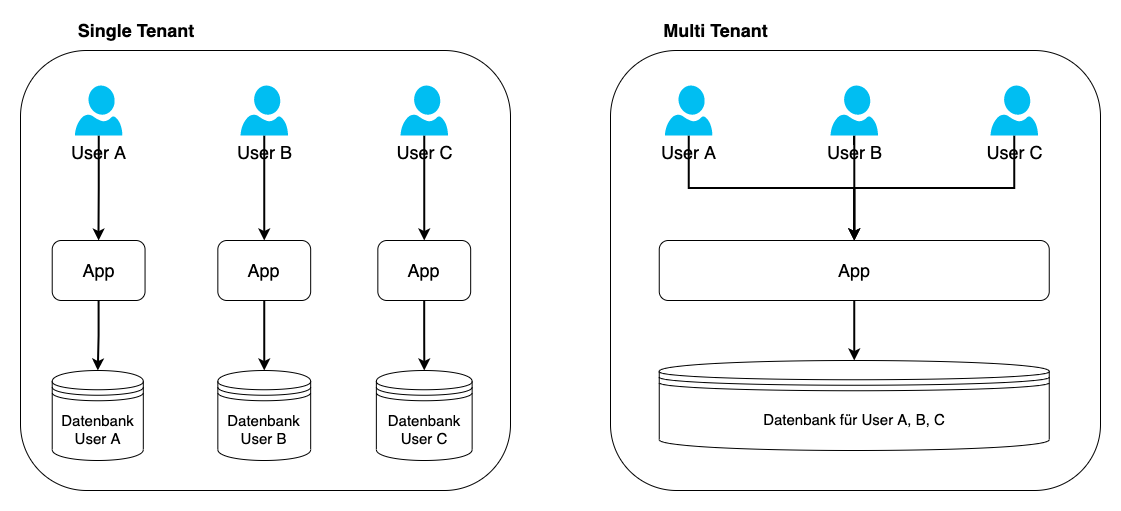 Single Tenant
Multi Tenant
User A
User B
User C
User A
User B
User C
App
App
App
App
Datenbank
User A
Datenbank
User B
Datenbank
User C
Datenbank für User A, B, C